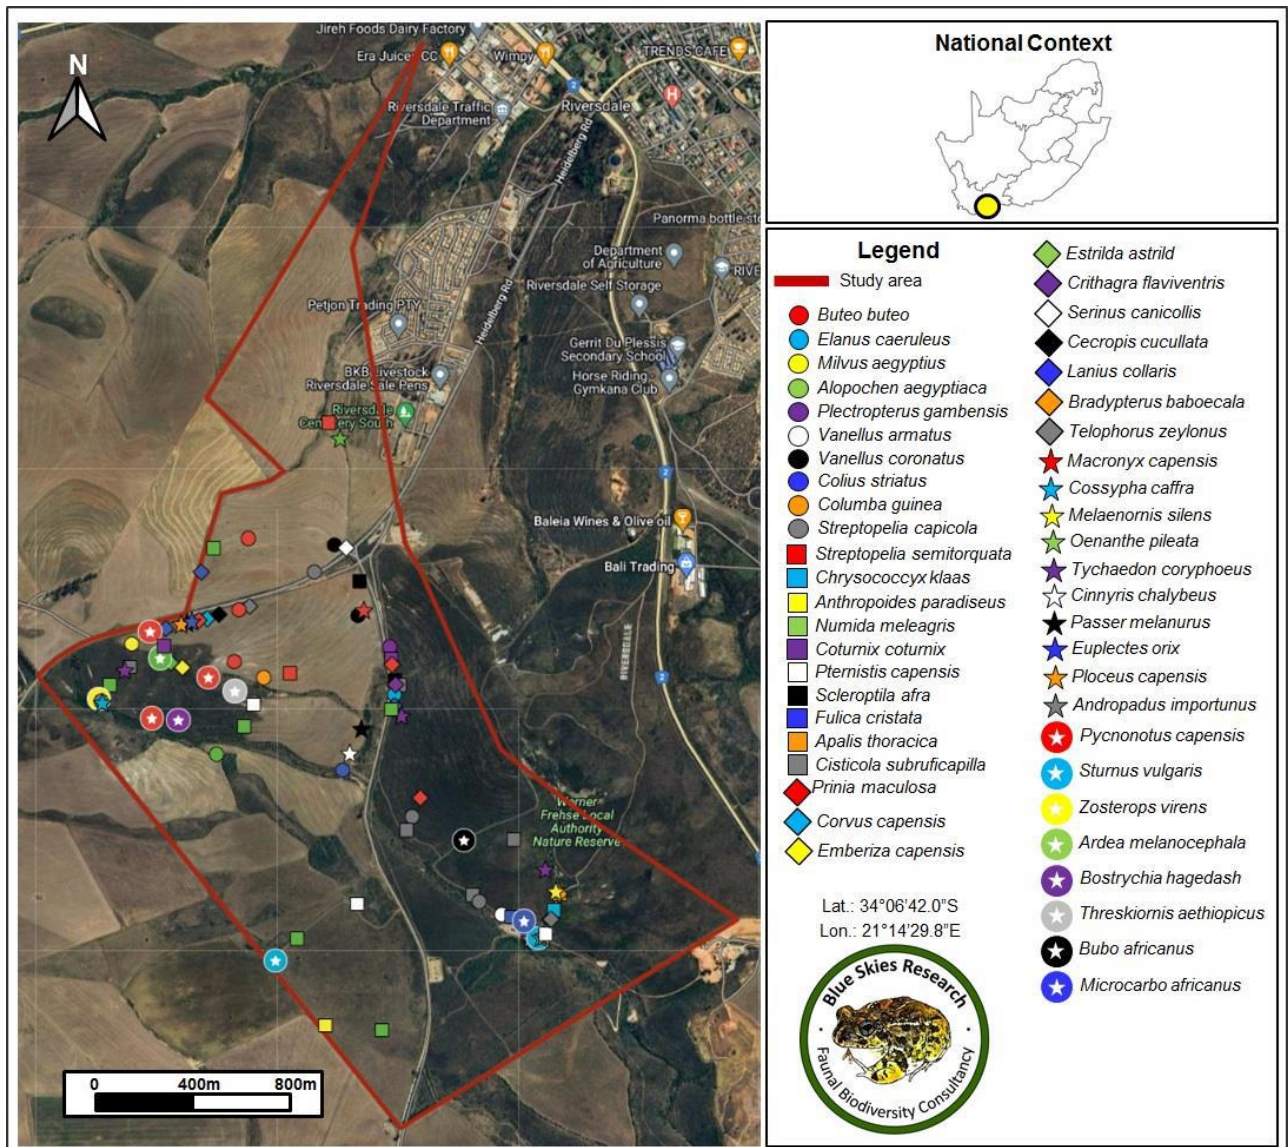 Jireh Foods Dairy Factory
Era Juices CC
Wimpy
TRENDS CAFE
N
2
H
Riversdale Traffic
Department
Riversdale
Heidelberg Rd
Panorma bottle sto
Department
of Agriculture
RIVE
Riversdale Self Storage
Petjon Trading PTY
Heidelberg Rd
Gerrit Du Plessis
Secondary School
BKB Livestock
Riversdale Sale Pens
Horse Riding
Gymkana Club
Riversdale
Cemetery South
2
Baleia Wines & Olive oil
Bali Trading
RIVERSDALE
2
Werner
Frehse Local
Authority
Nature Reserve
0 400m 800m
National Context
Legend
Study area
Buteo buteo
Elanus caeruleus
Milvus aegyptius
Alopochen aegyptiaca
Plectropterus gambensis
Vanellus armatus
Vanellus coronatus
Colius striatus
Columba guinea
Streptopelia capicola
Streptopelia semitorquata
Chrysococcyx klaas
Anthropoides paradiseus
Numida meleagris
Coturnix coturnix
Pternistis capensis
Scleroptila afra
Fulica cristata
Apalis thoracica
Cisticola subruficapilla
Prinia maculosa
Corvus capensis
Emberiza capensis
Estrilda astrild
Crithagra flaviventris
Serinus canicollis
Cecropis cucullata
Lanius collaris
Bradypterus baboecala
Telophorus zeylonus
Macronyx capensis
Cossypha caffra
Melaenornis silens
Oenanthe pileata
Tychaedon coryphoeus
Cinnyris chalybeus
Passer melanurus
Euplectes orix
Ploceus capensis
Andropadus importunus
Pycnonotus capensis
Sturnus vulgaris
Zosterops virens
Ardea melanocephala
Bostrychia hagedash
Threskiornis aethiopicus
Bubo africanus
Microcarbo africanus
Lat.: 34°06'42.0"S
Lon.: 21°14'29.8"E
Blue Skies Research
Faunal Biodiversity Consultancy